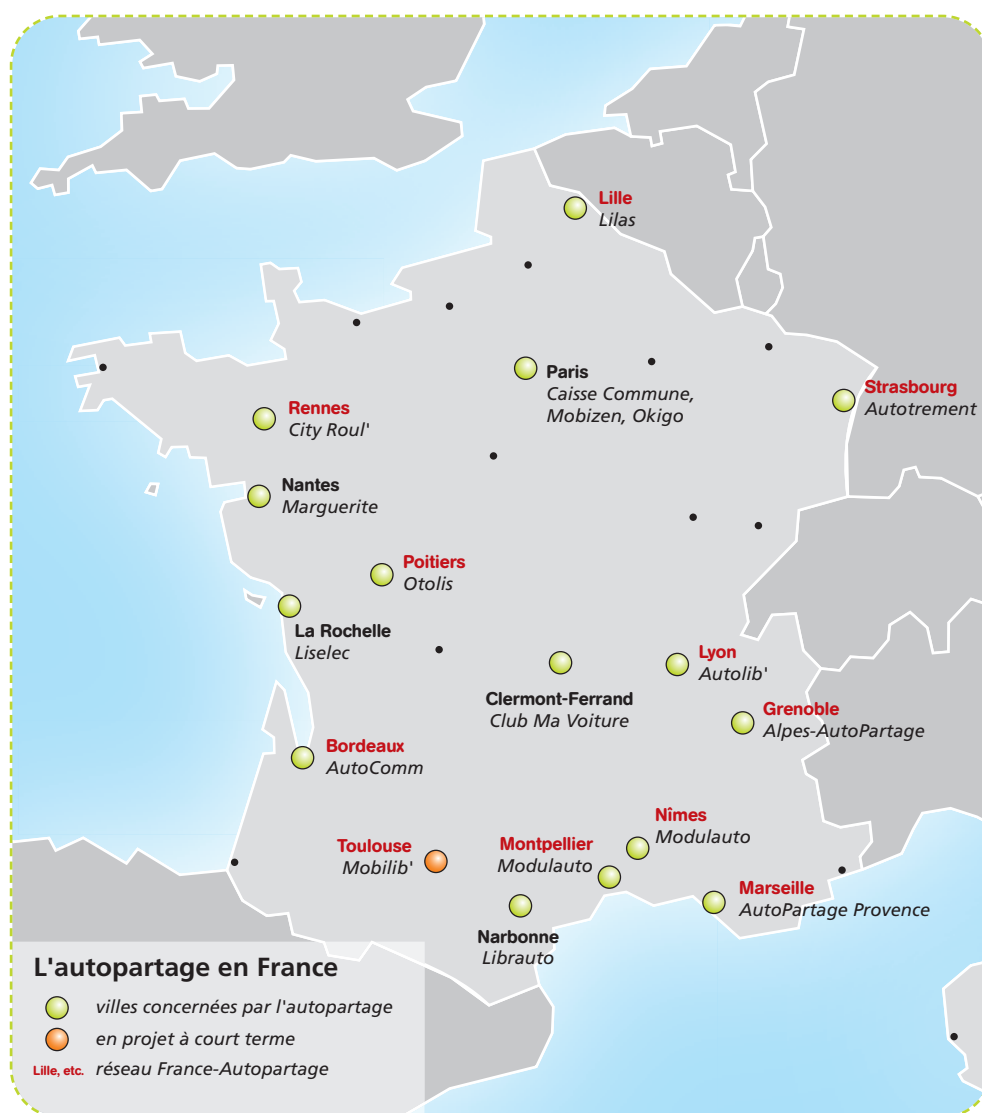 Lille
Lilas
Paris
Caisse Commune,
Mobizen, Okigo
Strasbourg
Autotrement
Rennes
City Roul'
Nantes
Marguerite
Poitiers
Otolis
La Rochelle
Liselec
Lyon
Autolib'
Clermont-Ferrand
Club Ma Voiture
Grenoble
Alpes-AutoPartage
Bordeaux
AutoComm
Nîmes
Modulauto
Toulouse
Mobilib'
Montpellier
Modulauto
Marseille
AutoPartage Provence
Narbonne
Librauto
L'autopartage en France
villes concernées par l'autopartage
en projet à court terme
Lille, etc. réseau France-Autopartage